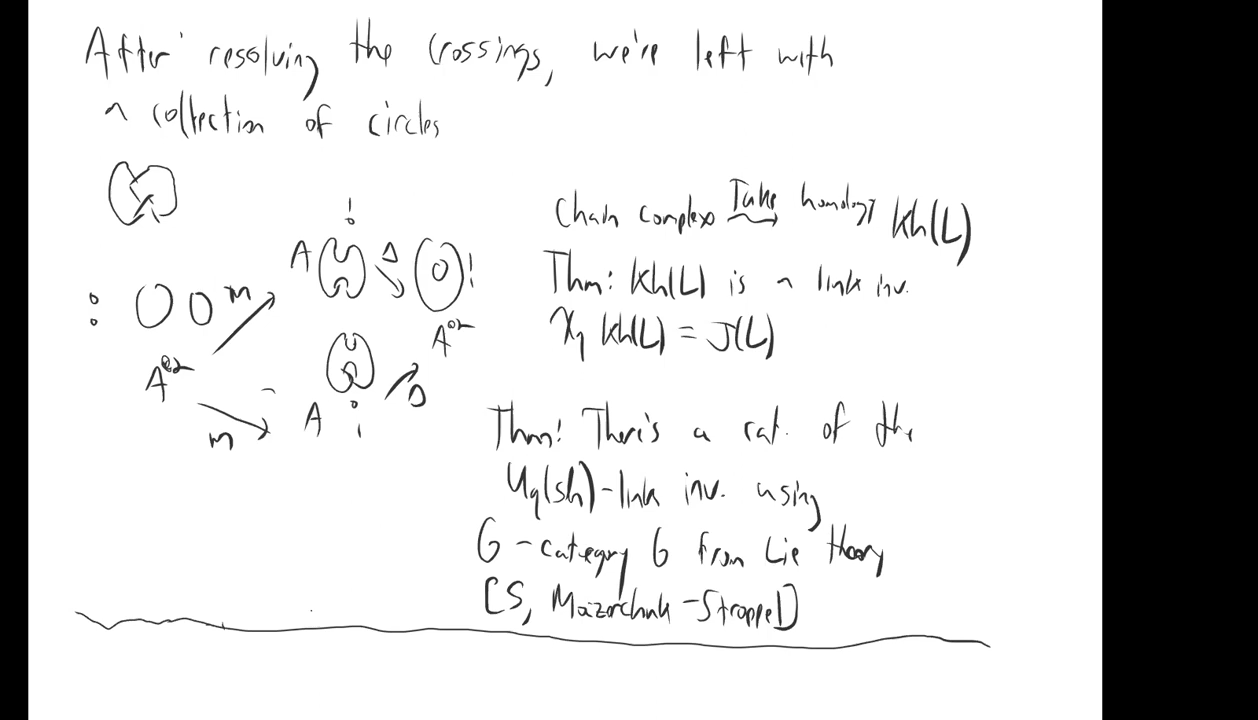 After resolving the crossings, we're left with
a collection of circles
Chain complex Take homology Kh(L)
Thm: Kh(L) is a link inv.
χq Kh(L) = J(L)
A Δ
m
A⊗2
A⊗2
A Δ
m
Thm: There's a cat. of the
Uq(sln)-link inv. using
G-category G from Lie theory
[S, Mazorchuk-Stroppel]